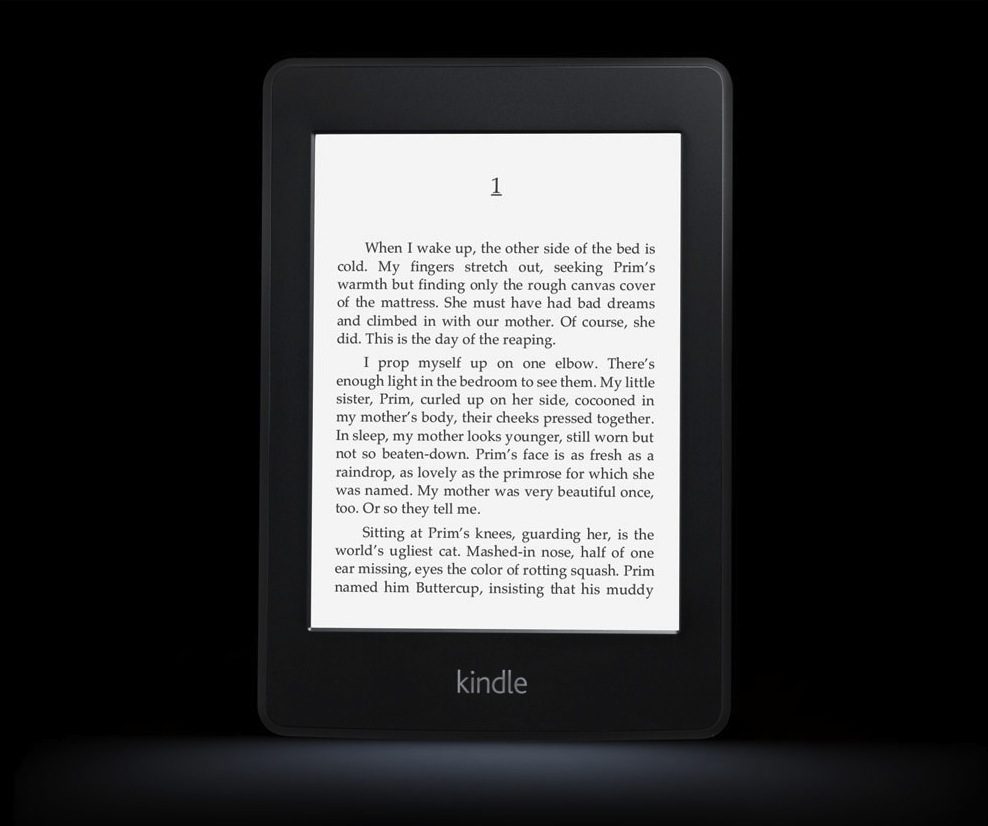 1
When I wake up, the other side of the bed is
cold. My fingers stretch out, seeking Prim's
warmth but finding only the rough canvas cover
of the mattress. She must have had bad dreams
and climbed in with our mother. Of course, she
did. This is the day of the reaping.
I prop myself up on one elbow. There's
enough light in the bedroom to see them. My little
sister, Prim, curled up on her side, cocooned in
my mother's body, their cheeks pressed together.
In sleep, my mother looks younger, still worn but
not so beaten-down. Prim's face is as fresh as a
raindrop, as lovely as the primrose for which she
was named. My mother was very beautiful once,
too. Or so they tell me.
Sitting at Prim's knees, guarding her, is the
world's ugliest cat. Mashed-in nose, half of one
ear missing, eyes the color of rotting squash. Prim
named him Buttercup, insisting that his muddy
kindle